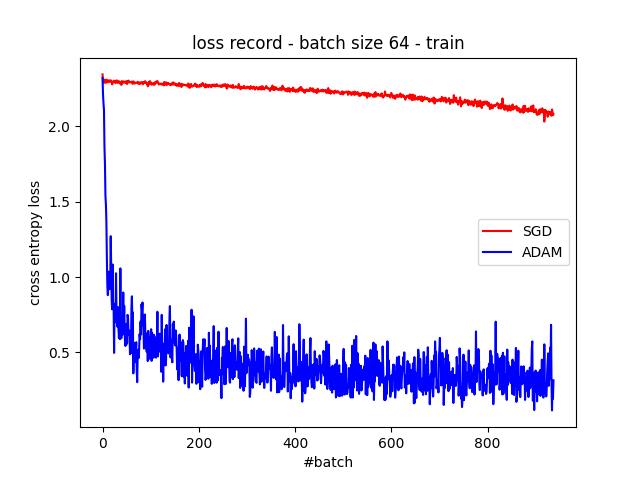 loss record - batch size 64 - train
cross entropy loss
2.0
1.5
1.0
0.5
SGD
ADAM
0 200 400 600 800
#batch